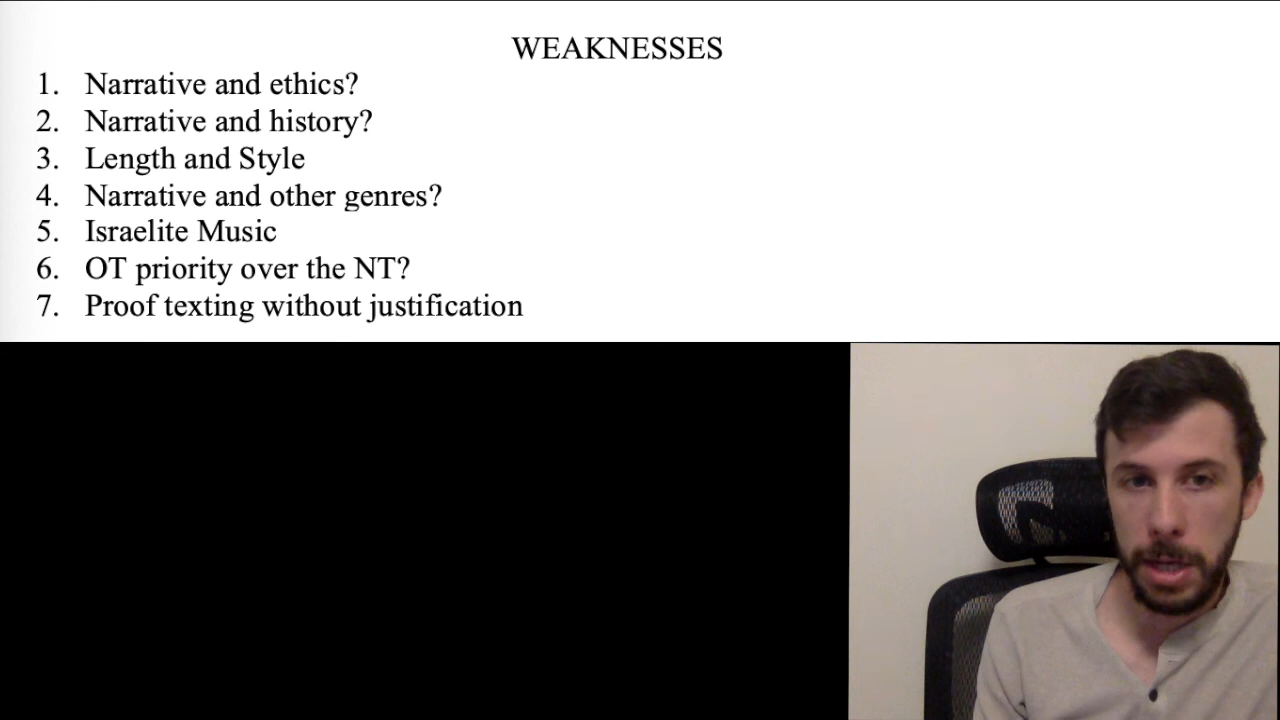 WEAKNESSES
1. Narrative and ethics?
2. Narrative and history?
3. Length and Style
4. Narrative and other genres?
5. Israelite Music
6. OT priority over the NT?
7. Proof texting without justification